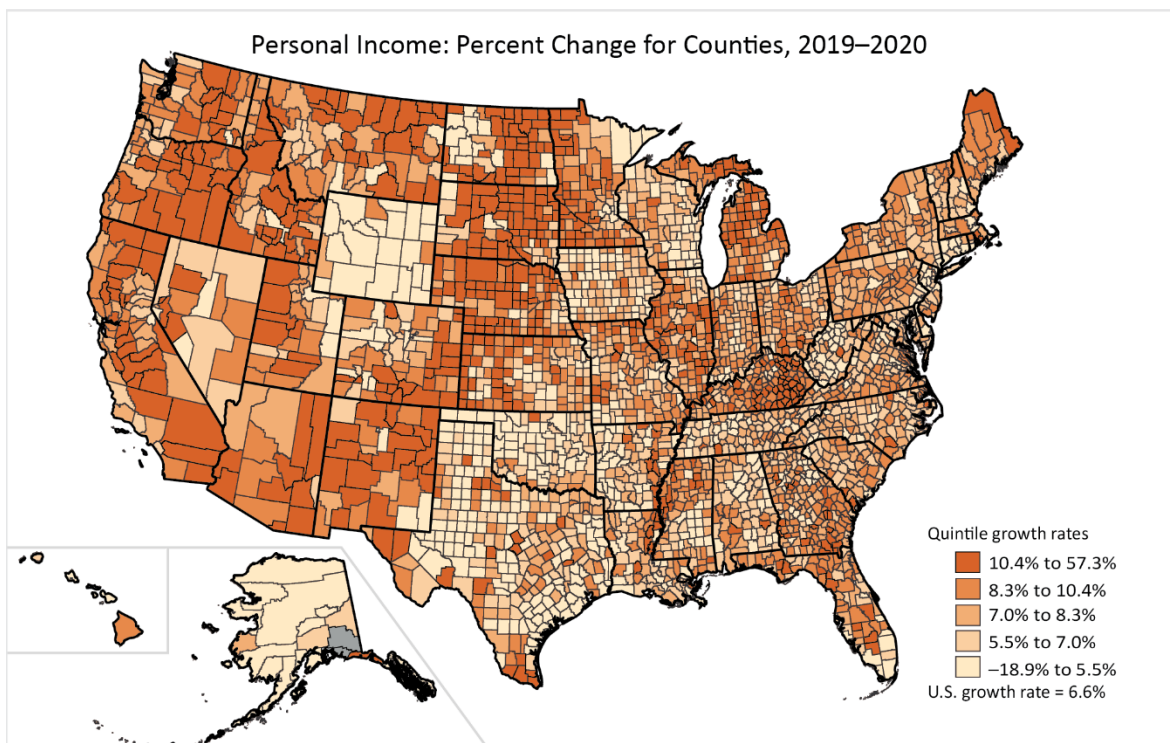 Personal Income: Percent Change for Counties, 2019–2020
Quintile growth rates
10.4% to 57.3%
8.3% to 10.4%
7.0% to 8.3%
5.5% to 7.0%
–18.9% to 5.5%
U.S. growth rate = 6.6%